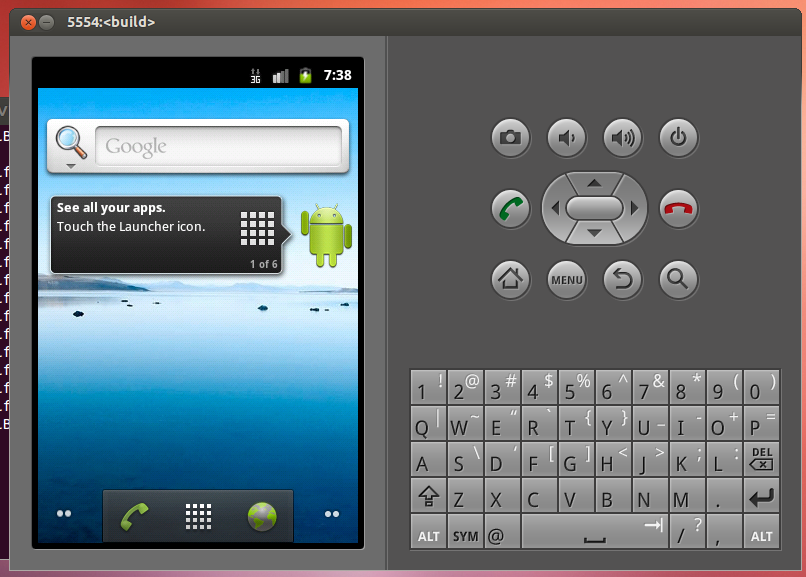 5554:<build>
3G
7:38
Google
See all your apps.
Touch the Launcher icon.
1 of 6
MENU
1 ! 2 @ 3 # 4 $ 5 % 6 ^ 7 & 8 * 9 ( 0 )
Q | W ~ E “ R ` T { Y } U _ I - O + P =
A S \ D ‘ F [ G ] H < J > K ; L : DEL
Z X C V B N M .
ALT SYM @ / ? , ALT